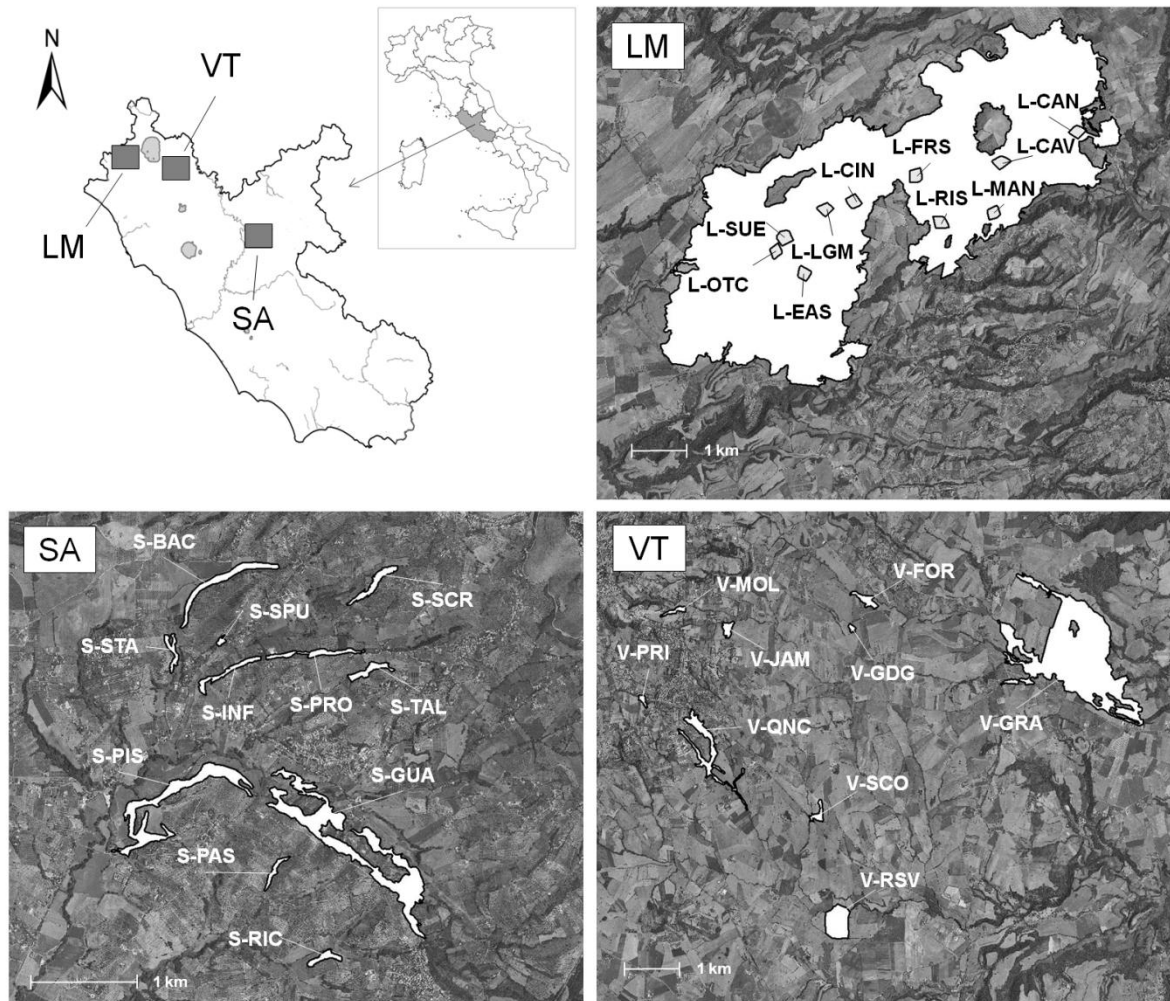 N
VT
LM
SA
LM
L-CAN
L-FRS
L-CAV
L-CIN
L-RIS
L-MAN
L-SUE
L-LGM
L-OTC
L-EAS
1 km
SA
S-BAC
S-SCR
S-SPU
S-STA
S-INF
S-PRO
S-TAL
S-PIS
S-GUA
S-PAS
S-RIC
1 km
VT
V-FOR
V-MOL
V-PRI
V-JAM
V-GDG
V-GRA
V-QNC
V-SCO
V-RSV
1 km